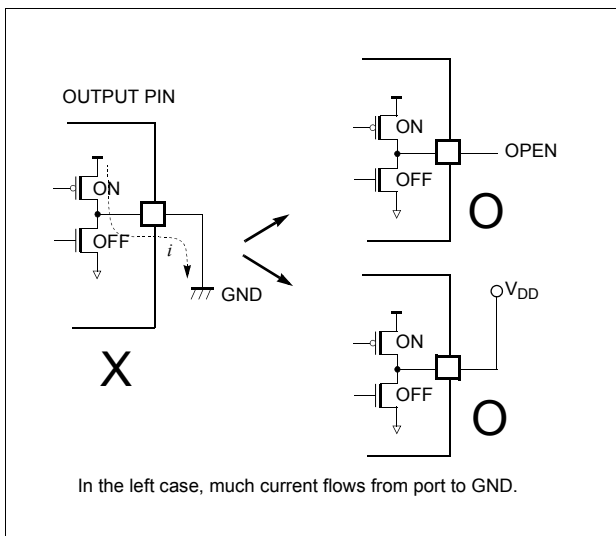 OUTPUT PIN
ON
OFF
i
GND
X
ON
OFF
OPEN
O
ON
OFF
VDD
O
In the left case, much current flows from port to GND.